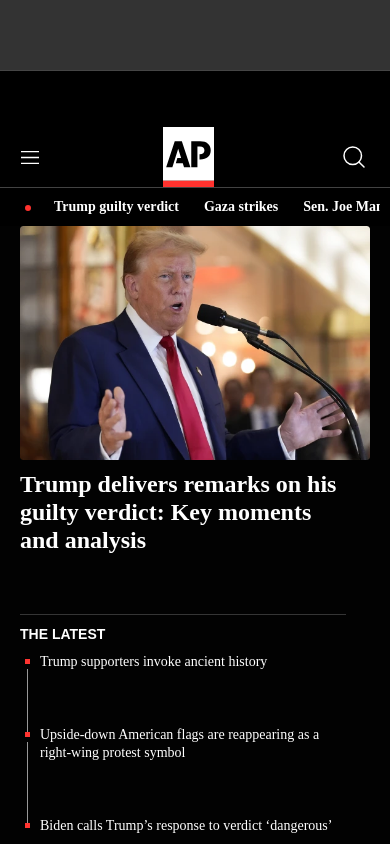 AP
Trump guilty verdict Gaza strikes Sen. Joe Man
Trump delivers remarks on his
guilty verdict: Key moments
and analysis
THE LATEST
Trump supporters invoke ancient history
Upside-down American flags are reappearing as a
right-wing protest symbol
Biden calls Trump’s response to verdict ‘dangerous’